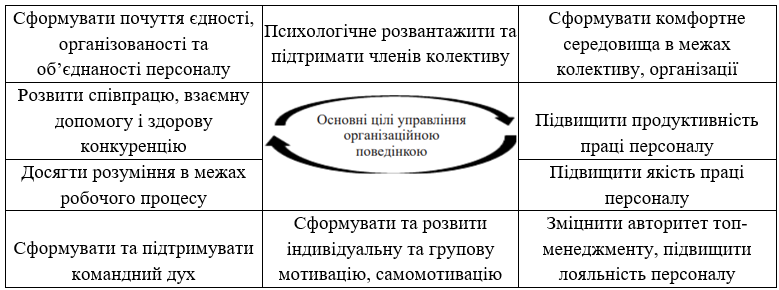 Сформувати почуття єдності,
організованості та
об’єднаності персоналу
Психологічне розвантажити та
підтримати членів колективу
Сформувати комфортне
середовища в межах
колективу, організації
Розвити співпрацю, взаємну
допомогу і здорову
конкуренцію
Основні цілі управління
організаційною
поведінкою
Підвищити продуктивність
праці персоналу
Досягти розуміння в межах
робочого процесу
Підвищити якість праці
персоналу
Сформувати та підтримувати
командний дух
Сформувати та розвити
індивідуальну та групову
мотивацію, самомотивацію
Зміцнити авторитет топ-
менеджменту, підвищити
лояльність персоналу